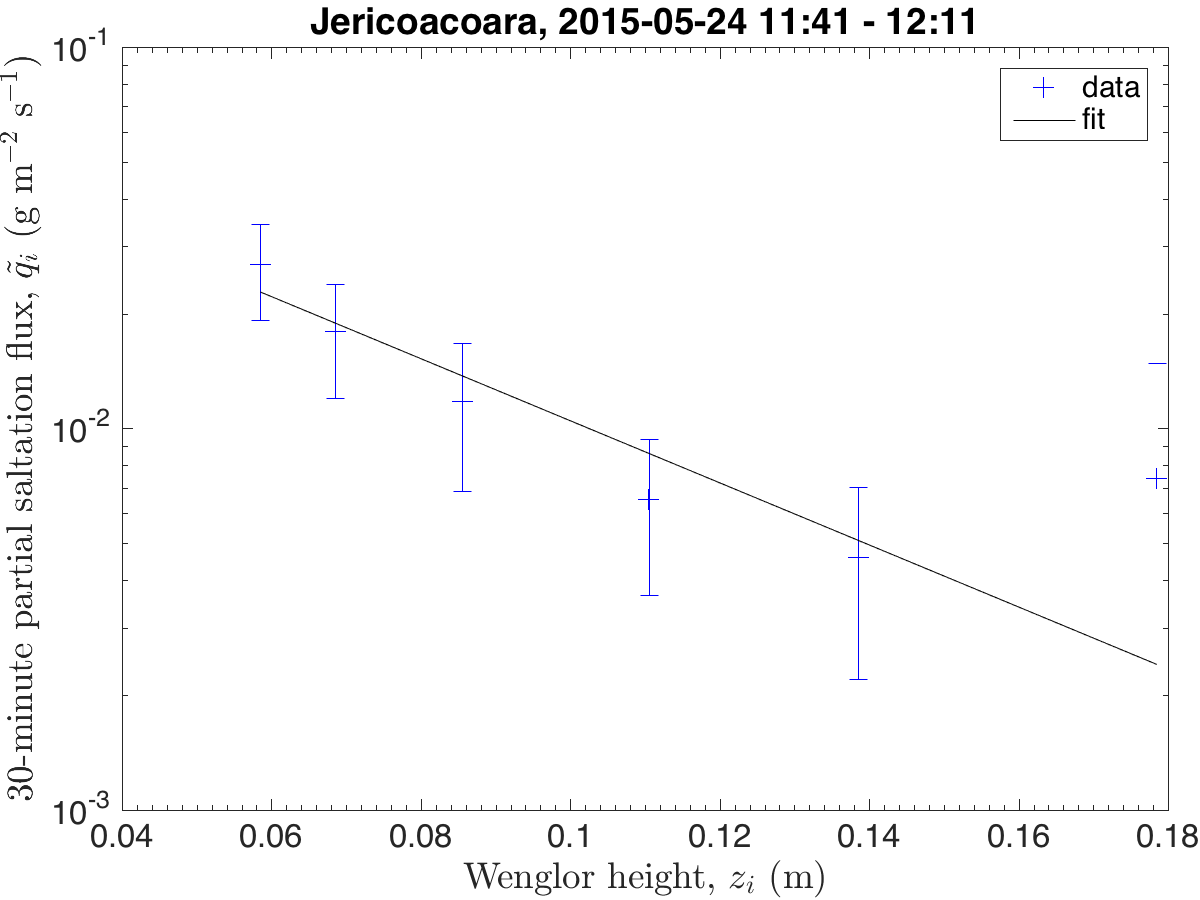 Jericoacoara, 2015-05-24 11:41 - 12:11
30-minute partial saltation flux, q̃ᵢ (g m⁻² s⁻¹)
10⁻¹
10⁻²
10⁻³
data
fit
0.04 0.06 0.08 0.1 0.12 0.14 0.16 0.18
Wenglor height, zᵢ (m)